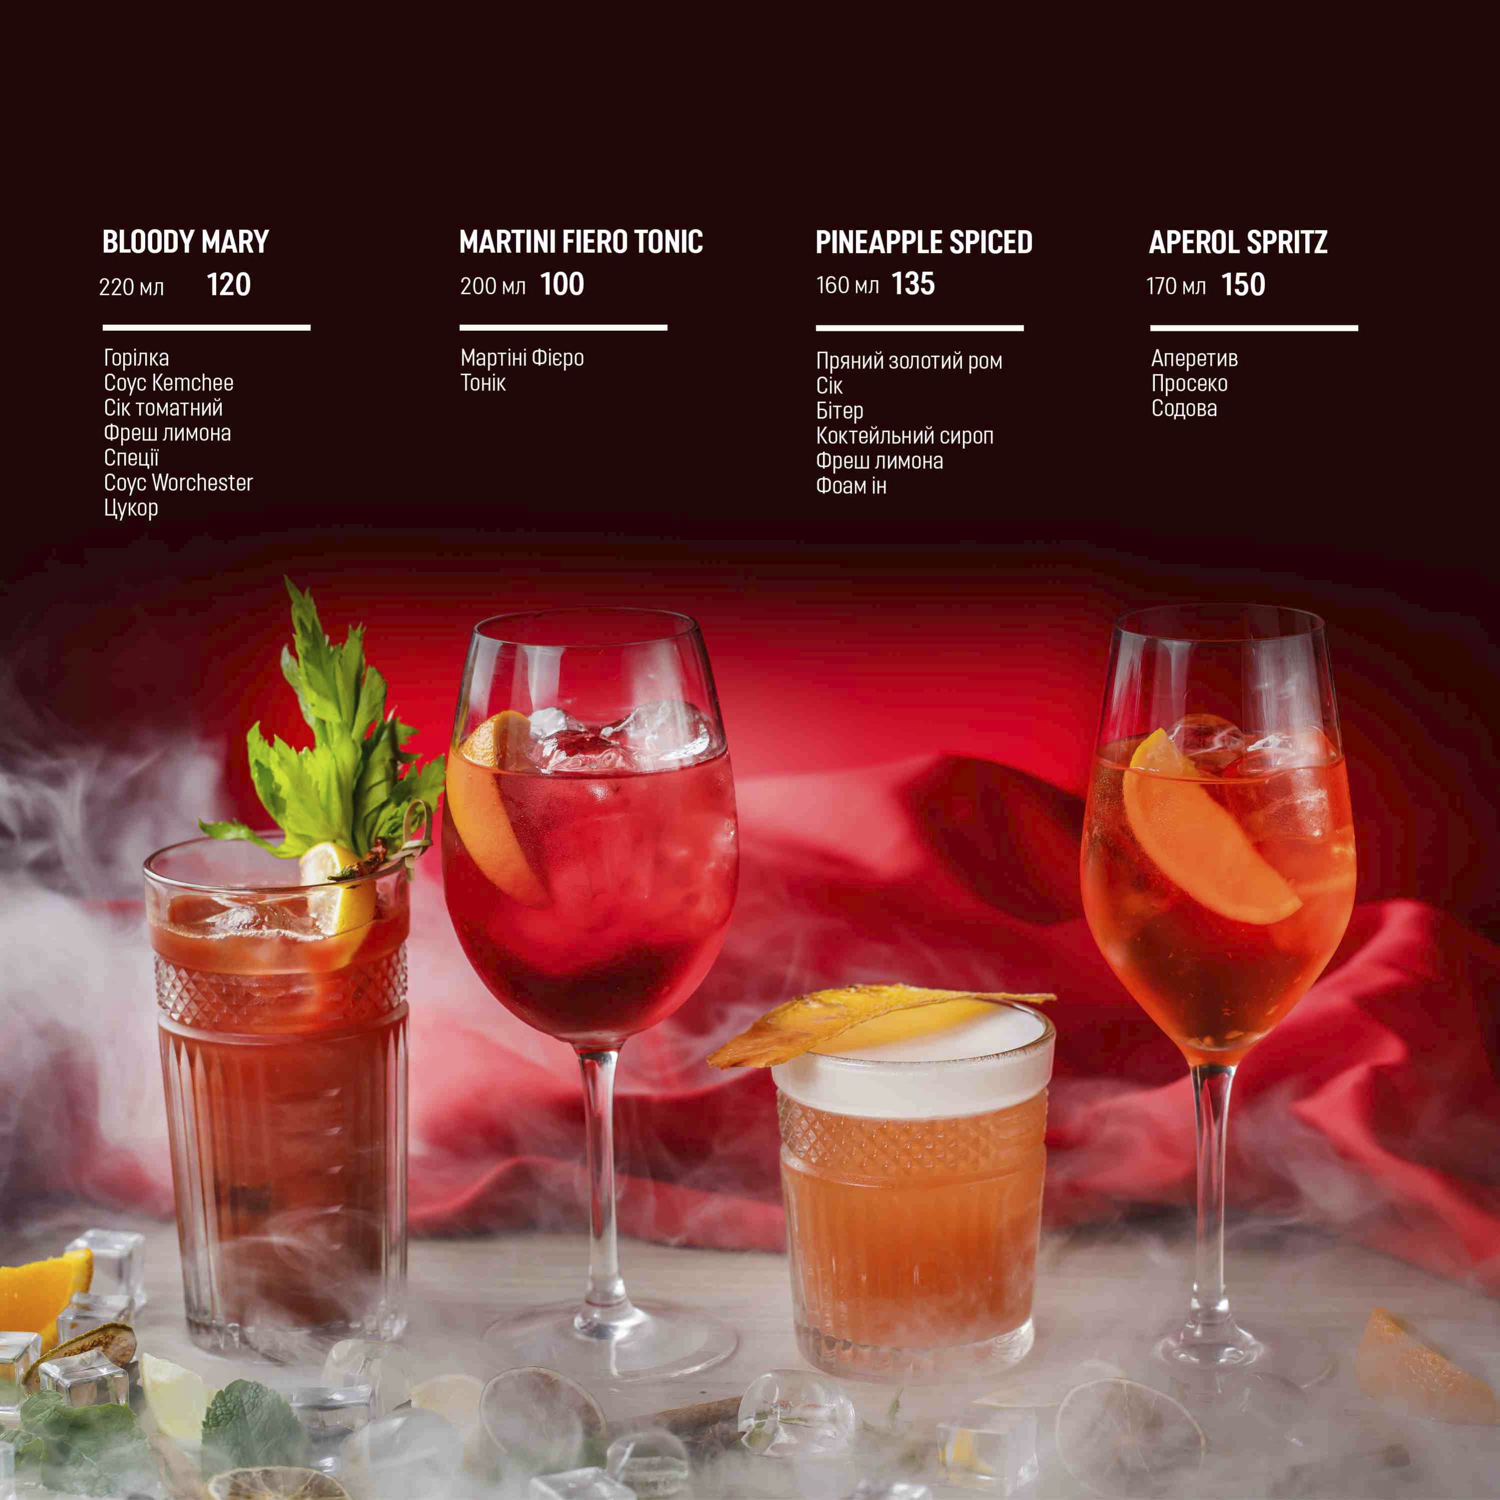 BLOODY MARY
220 мл 120
Горілка
Соус Kemchee
Сік томатний
Фреш лимона
Спеції
Соус Worchester
Цукор
MARTINI FIERO TONIC
200 мл 100
Мартіні Фієро
Тонік
PINEAPPLE SPICED
160 мл 135
Пряний золотий ром
Сік
Бітер
Коктейльний сироп
Фреш лимона
Фоам ін
APEROL SPRITZ
170 мл 150
Аперетив
Просеко
Содова